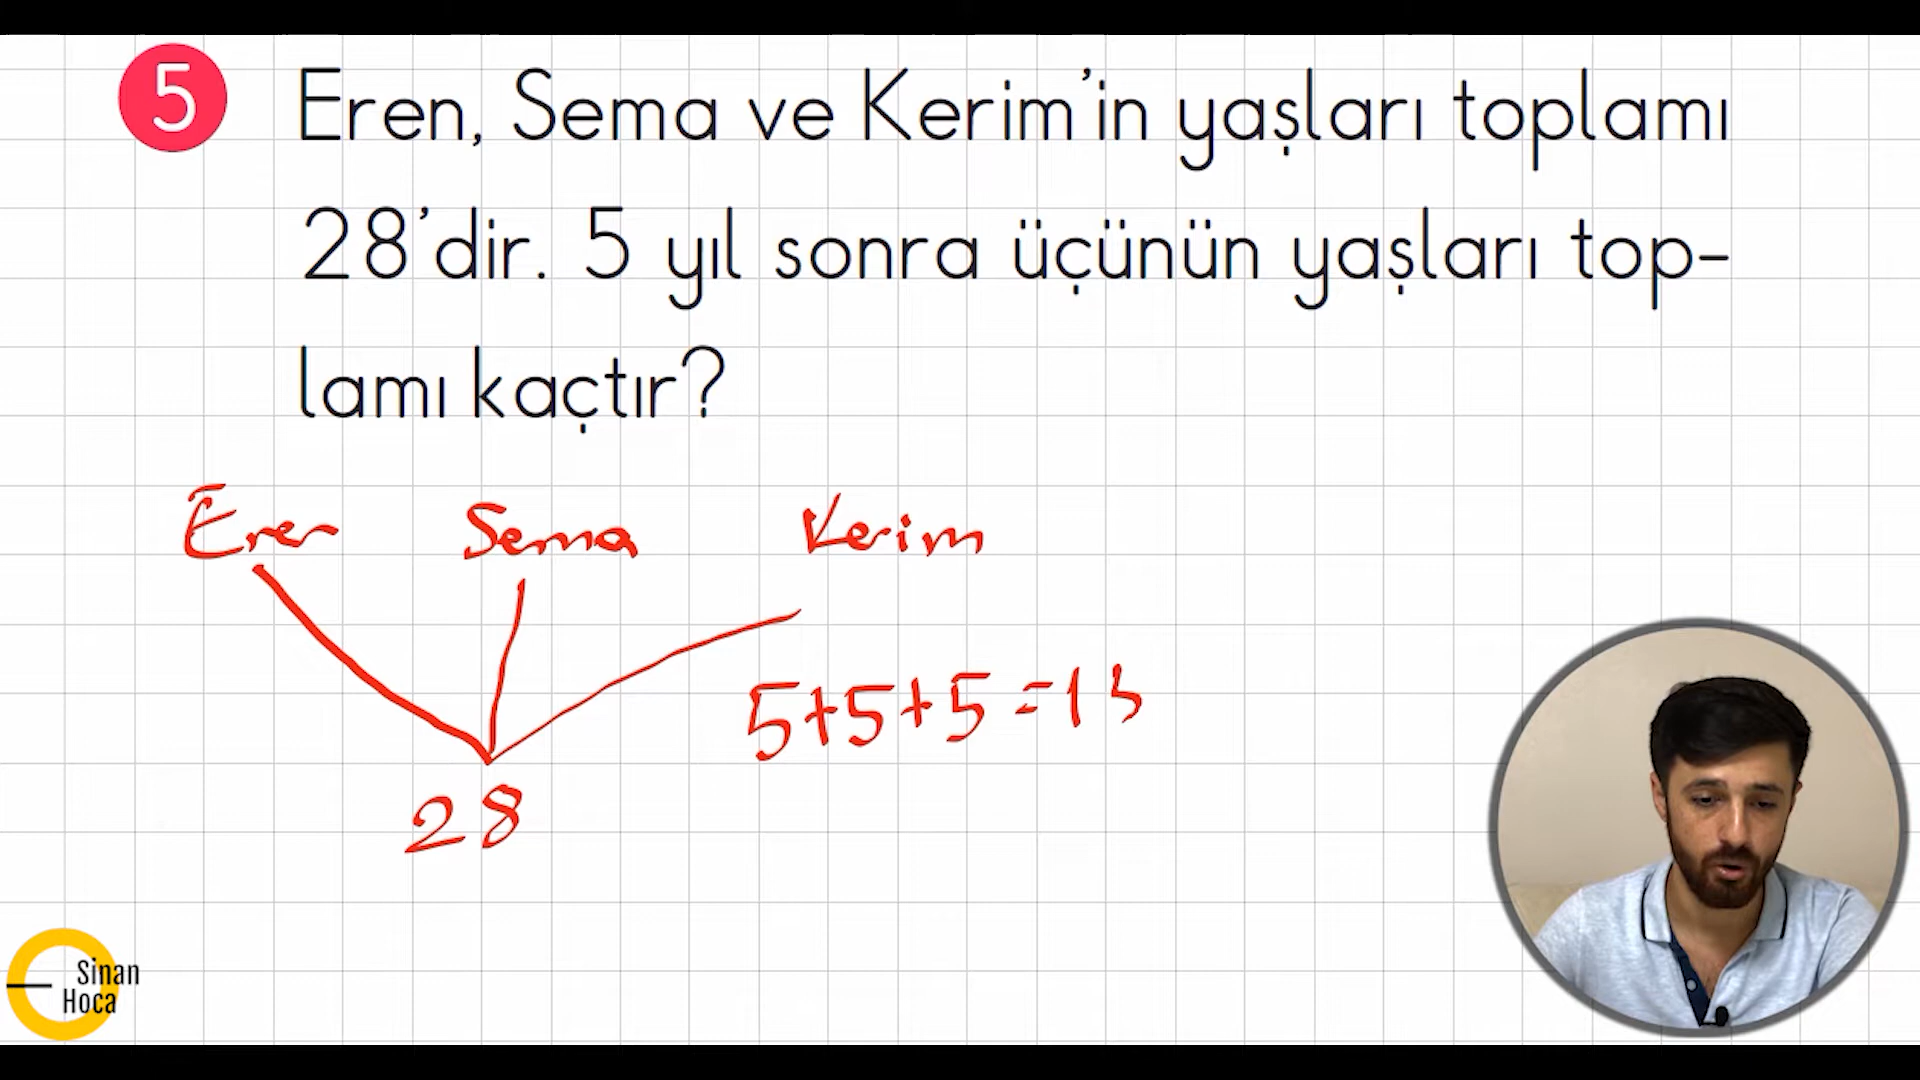 5 Eren, Sema ve Kerim'in yaşları toplamı
28'dir. 5 yıl sonra üçünün yaşları top-
lamı kaçtır?
Eren Sema Kerim
5+5+5=15
28
Sinan
Hoca